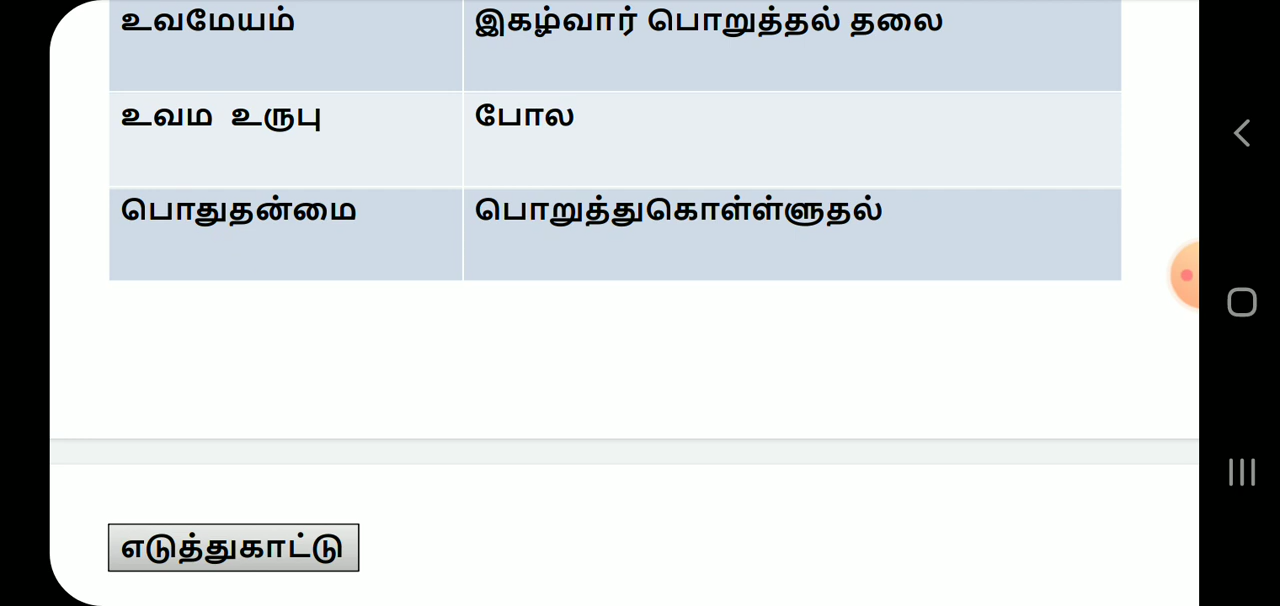 உவமேயம் இகழ்வார் பொறுத்தல் தலை
உவம உருபு போல
பொதுதன்மை பொறுத்துகொள்ள்ளுதல்
எடுத்துகாட்டு